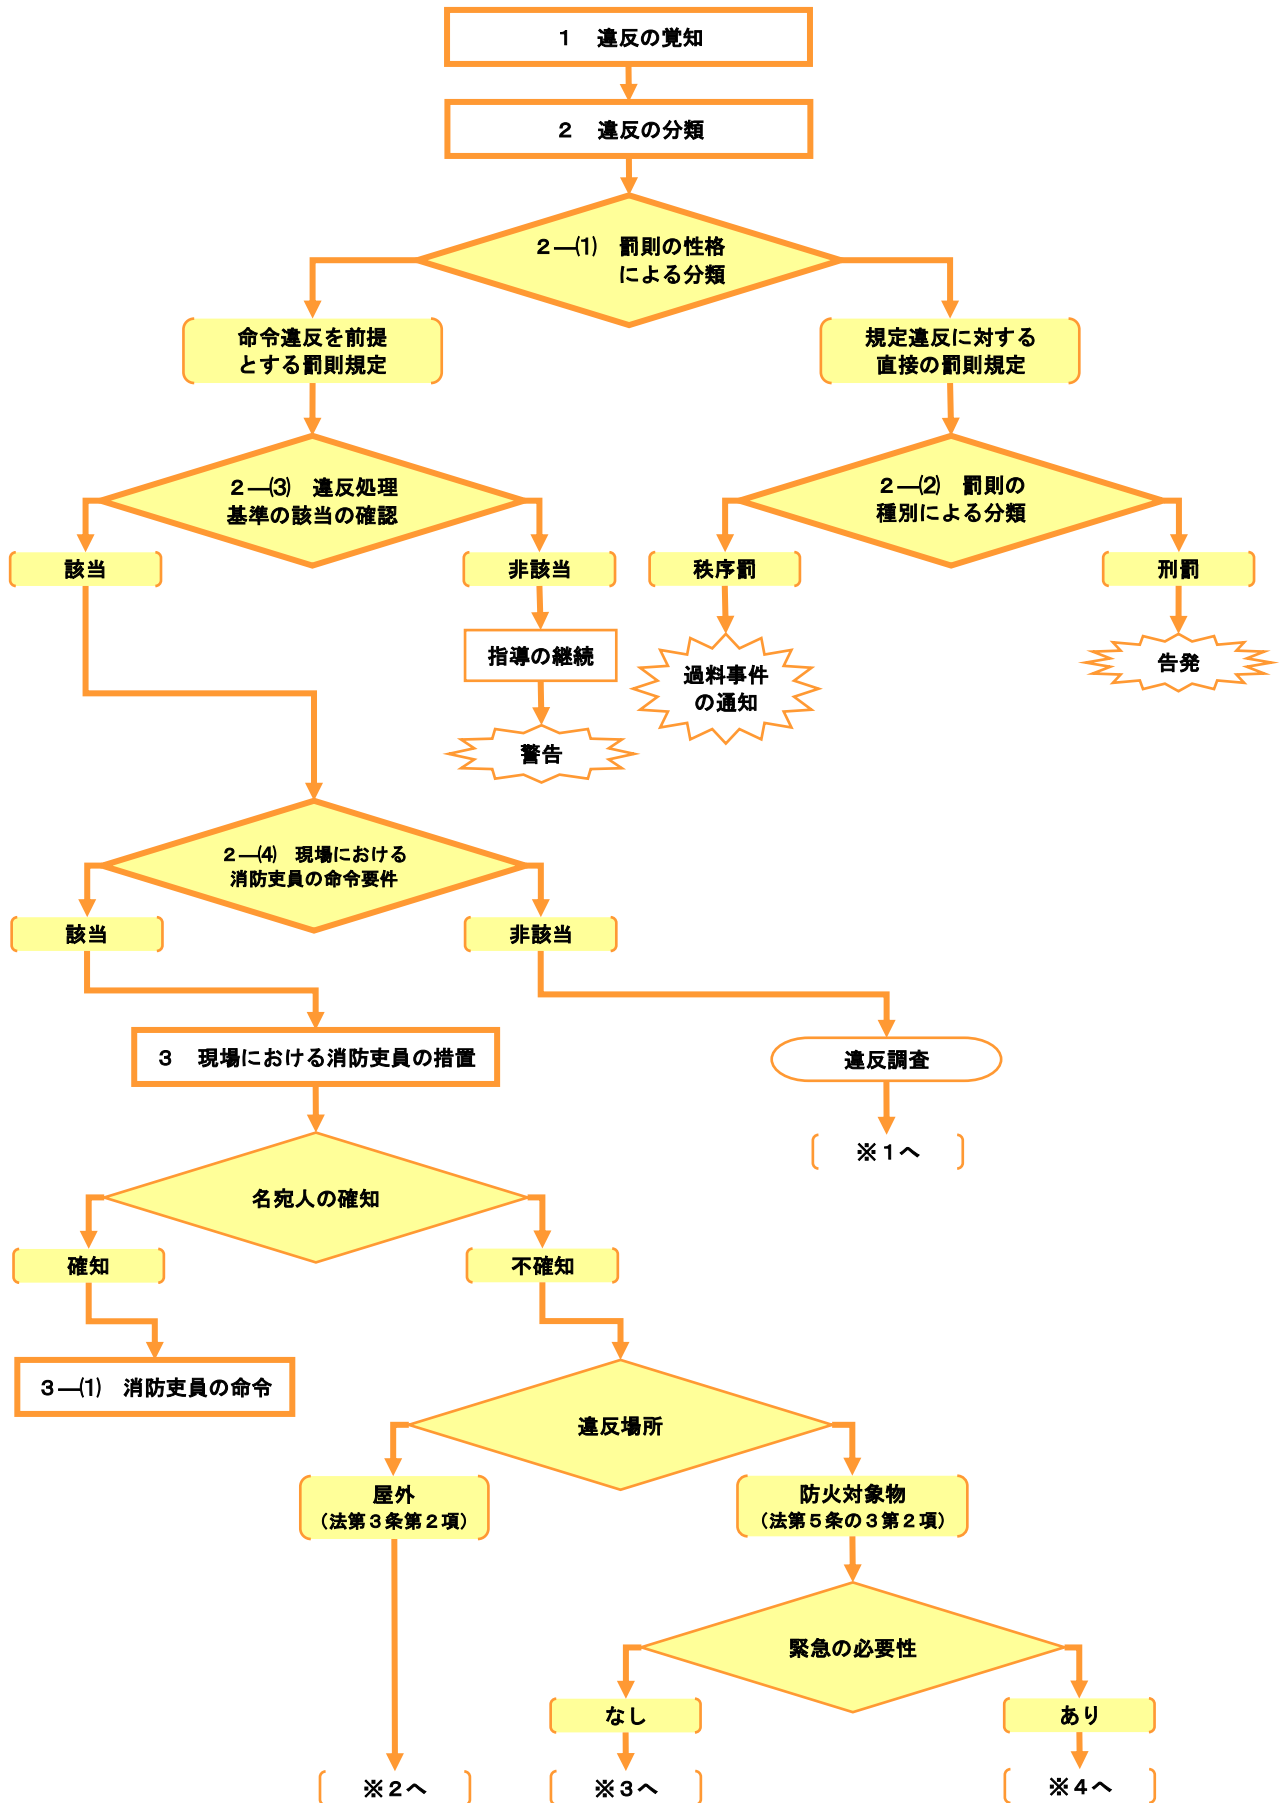 １　違反の覚知
２　違反の分類
２―⑴　罰則の性格
による分類
命令違反を前提
とする罰則規定
規定違反に対する
直接の罰則規定
２―⑶　違反処理
基準の該当の確認
２―⑵　罰則の
種別による分類
該当
非該当
秩序罰
刑罰
指導の継続
過料事件
の通知
告発
警告
２―⑷　現場における
消防吏員の命令要件
該当
非該当
３　現場における消防吏員の措置
違反調査
※１へ
名宛人の確知
確知
不確知
３―⑴　消防吏員の命令
違反場所
屋外
（法第３条第２項）
防火対象物
（法第５条の３第２項）
緊急の必要性
なし
あり
※２へ
※３へ
※４へ